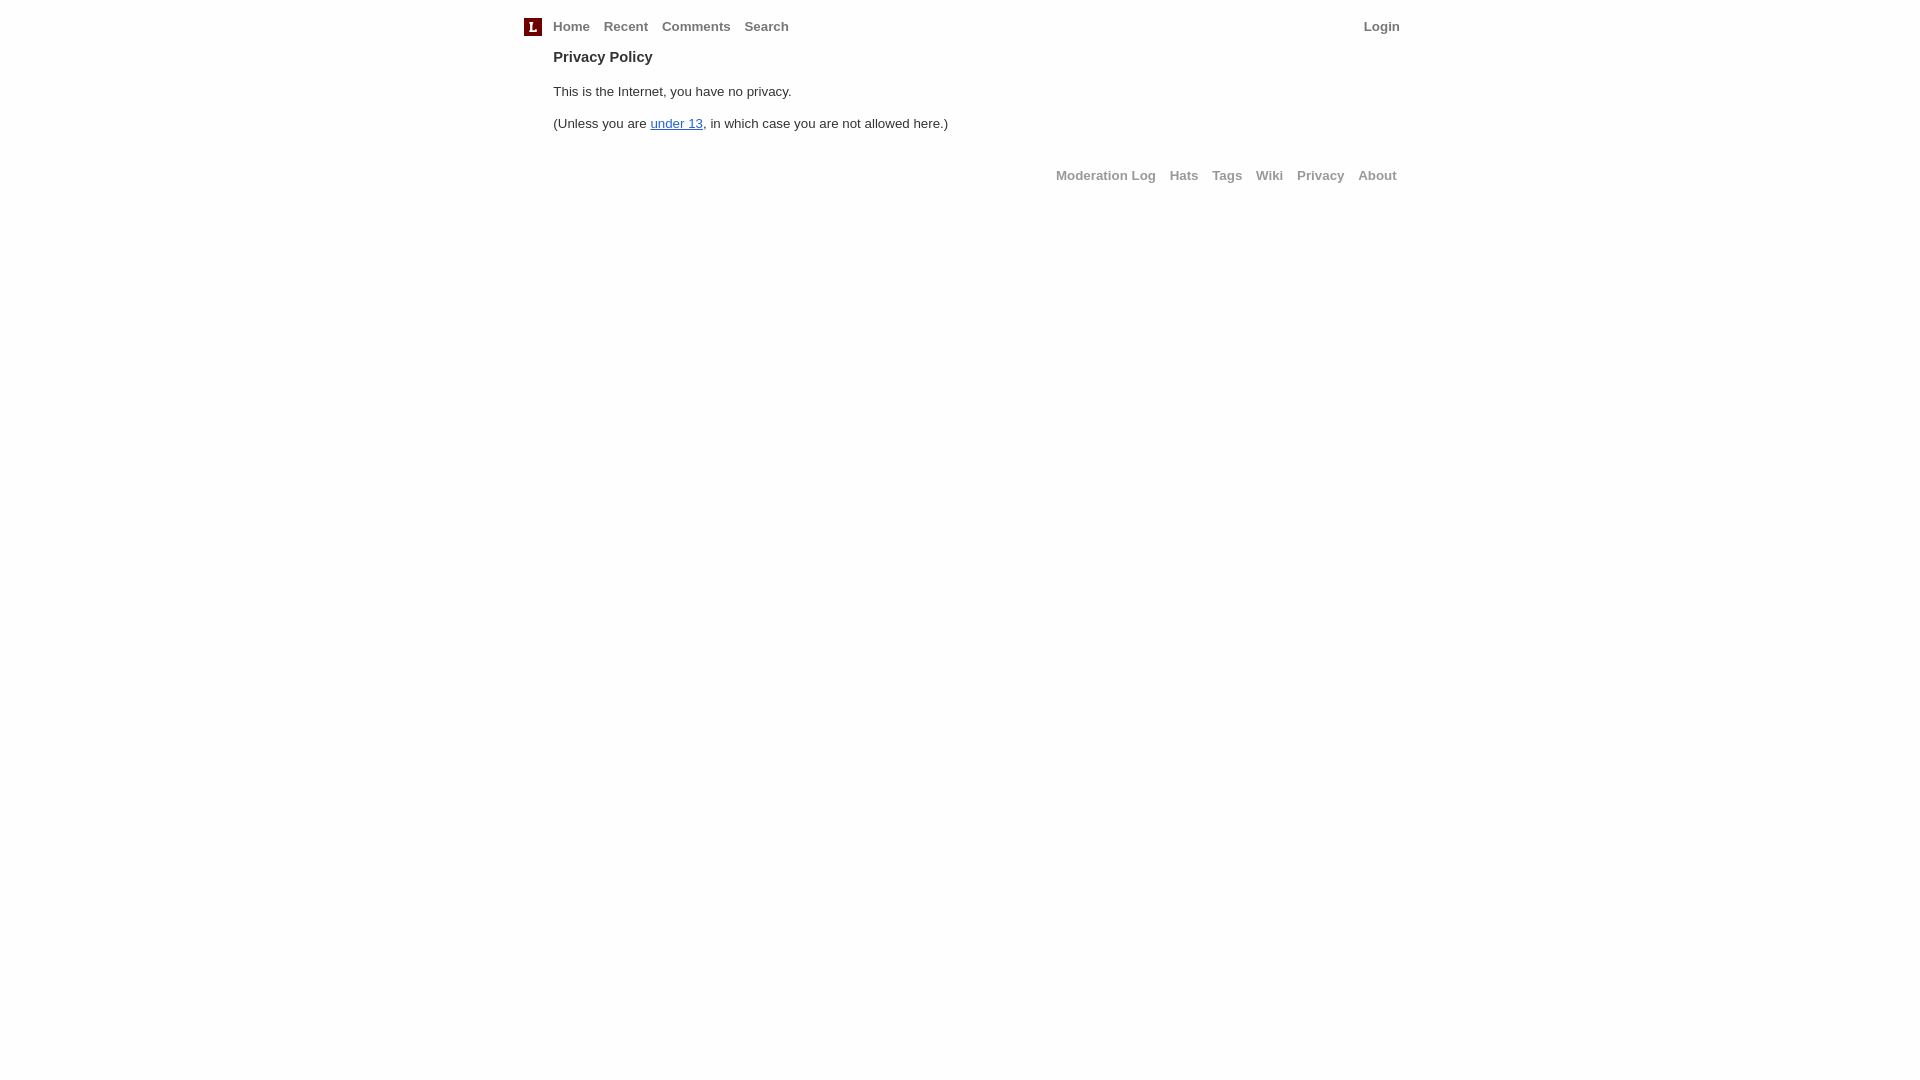 L Home Recent Comments Search Login
Privacy Policy
This is the Internet, you have no privacy.
(Unless you are under 13, in which case you are not allowed here.)
Moderation Log Hats Tags Wiki Privacy About